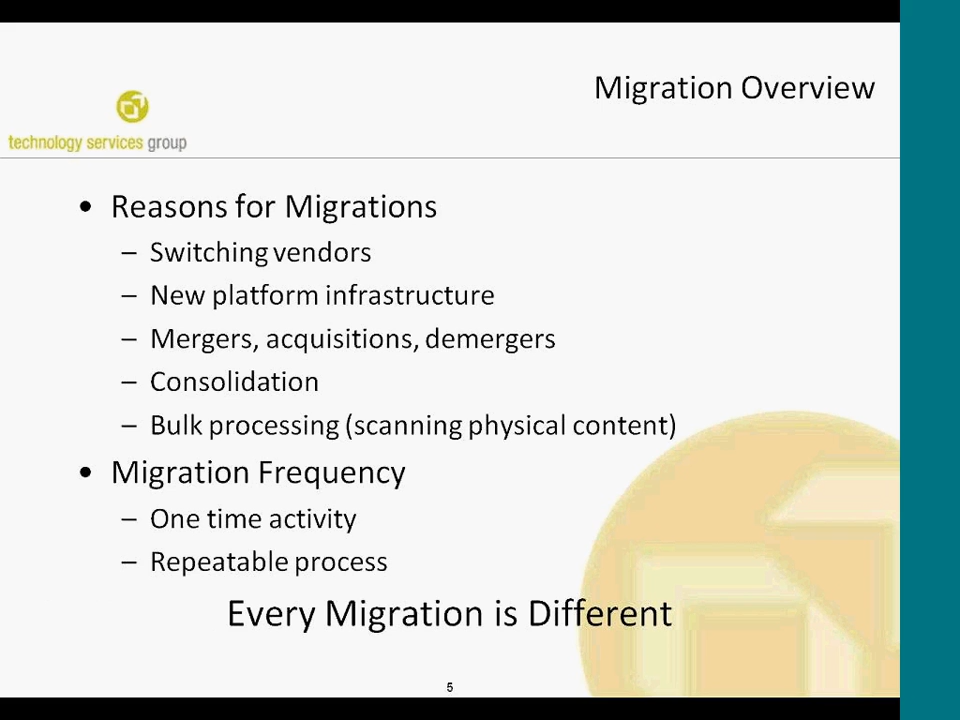 Migration Overview
technology services group
• Reasons for Migrations
– Switching vendors
– New platform infrastructure
– Mergers, acquisitions, demergers
– Consolidation
– Bulk processing (scanning physical content)
• Migration Frequency
– One time activity
– Repeatable process
Every Migration is Different
5